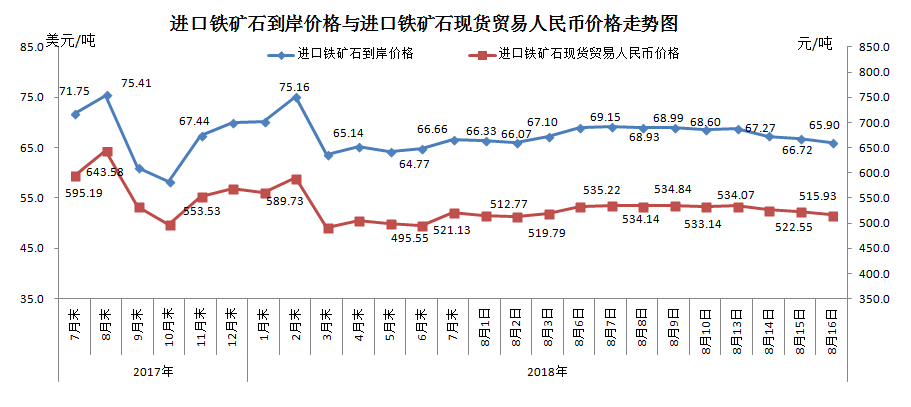 进口铁矿石到岸价格与进口铁矿石现货贸易人民币价格走势图
美元/吨
元/吨
进口铁矿石到岸价格
进口铁矿石现货贸易人民币价格
85.0
75.0
65.0
55.0
45.0
35.0
850.0
800.0
750.0
700.0
650.0
600.0
550.0
500.0
450.0
400.0
350.0
71.75
75.41
67.44
75.16
65.14
64.77
66.66
66.33
66.07
67.10
69.15
68.93
68.99
68.60
67.27
66.72
65.90
595.19
643.58
553.53
589.73
495.55
521.13
512.77
519.79
535.22
534.14
534.84
533.14
534.07
522.55
515.93
7月末
8月末
9月末
10月末
11月末
12月末
1月末
2月末
3月末
4月末
5月末
6月末
7月末
8月1日
8月2日
8月3日
8月6日
8月7日
8月8日
8月9日
8月10日
8月13日
8月14日
8月15日
8月16日
2017年
2018年